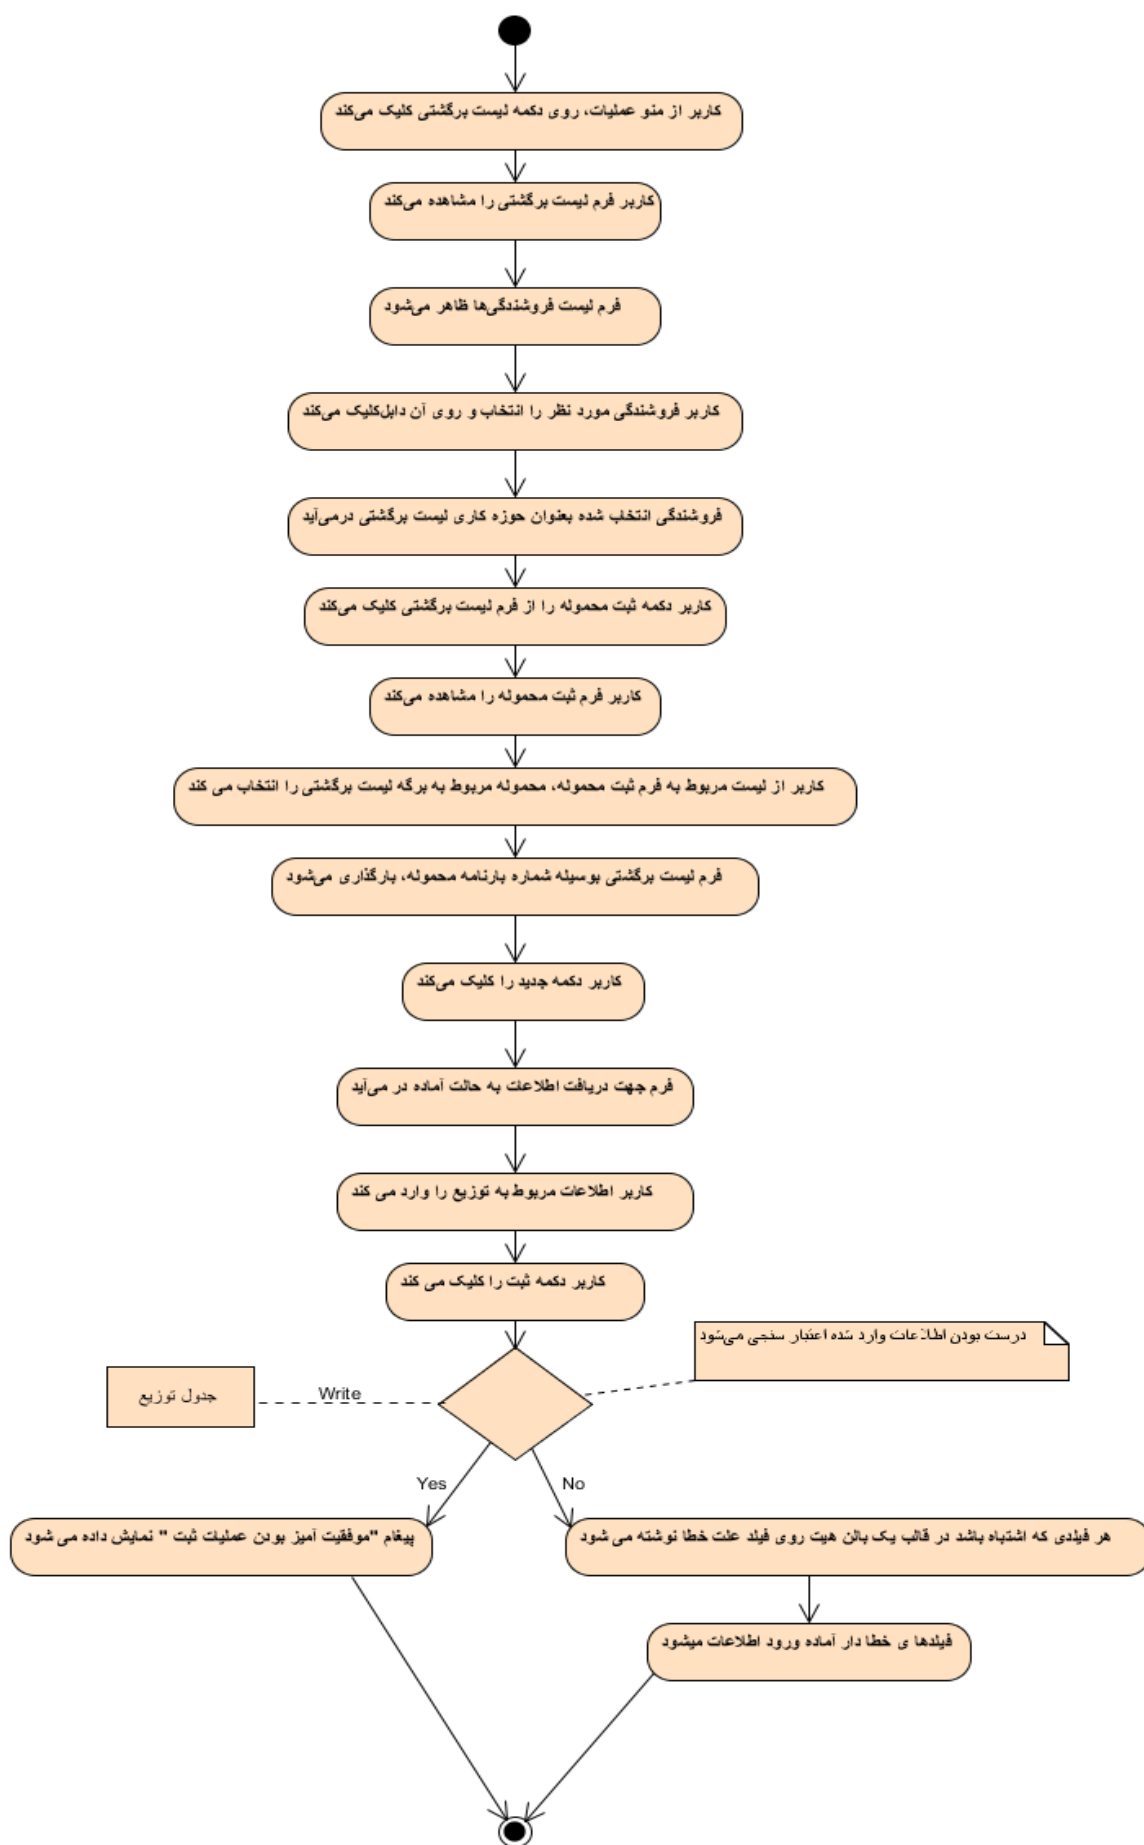 کاربر از منو عملیات، روی دکمه لیست برگشتی کلیک می‌کند
کاربر فرم لیست برگشتی را مشاهده می‌کند
فرم لیست فروشندگی‌ها ظاهر می‌شود
کاربر فروشندگی مورد نظر را انتخاب و روی آن دابل‌کلیک می‌کند
فروشندگی انتخاب شده بعنوان حوزه کاری لیست برگشتی درمی‌آید
کاربر دکمه ثبت محموله را از فرم لیست برگشتی کلیک می‌کند
کاربر فرم ثبت محموله را مشاهده می‌کند
کاربر از لیست مربوط به فرم ثبت محموله، محموله مربوط به برگه لیست برگشتی را انتخاب می کند
فرم لیست برگشتی بوسیله شماره بارنامه محموله، بارگذاری می‌شود
کاربر دکمه جدید را کلیک می‌کند
فرم جهت دریافت اطلاعات به حالت آماده در می‌آید
کاربر اطلاعات مربوط به توزیع را وارد می کند
کاربر دکمه ثبت را کلیک می کند
درست بودن اطلاعات وارد شده اعتبار سنجی می‌شود
جدول توزیع
Write
Yes
No
پیغام "موفقیت آمیز بودن عملیات ثبت " نمایش داده می شود
هر فیلدی که اشتباه باشد در قالب یک بالن هیت روی فیلد علت خطا نوشته می شود
فیلدها ی خطا دار آماده ورود اطلاعات میشود